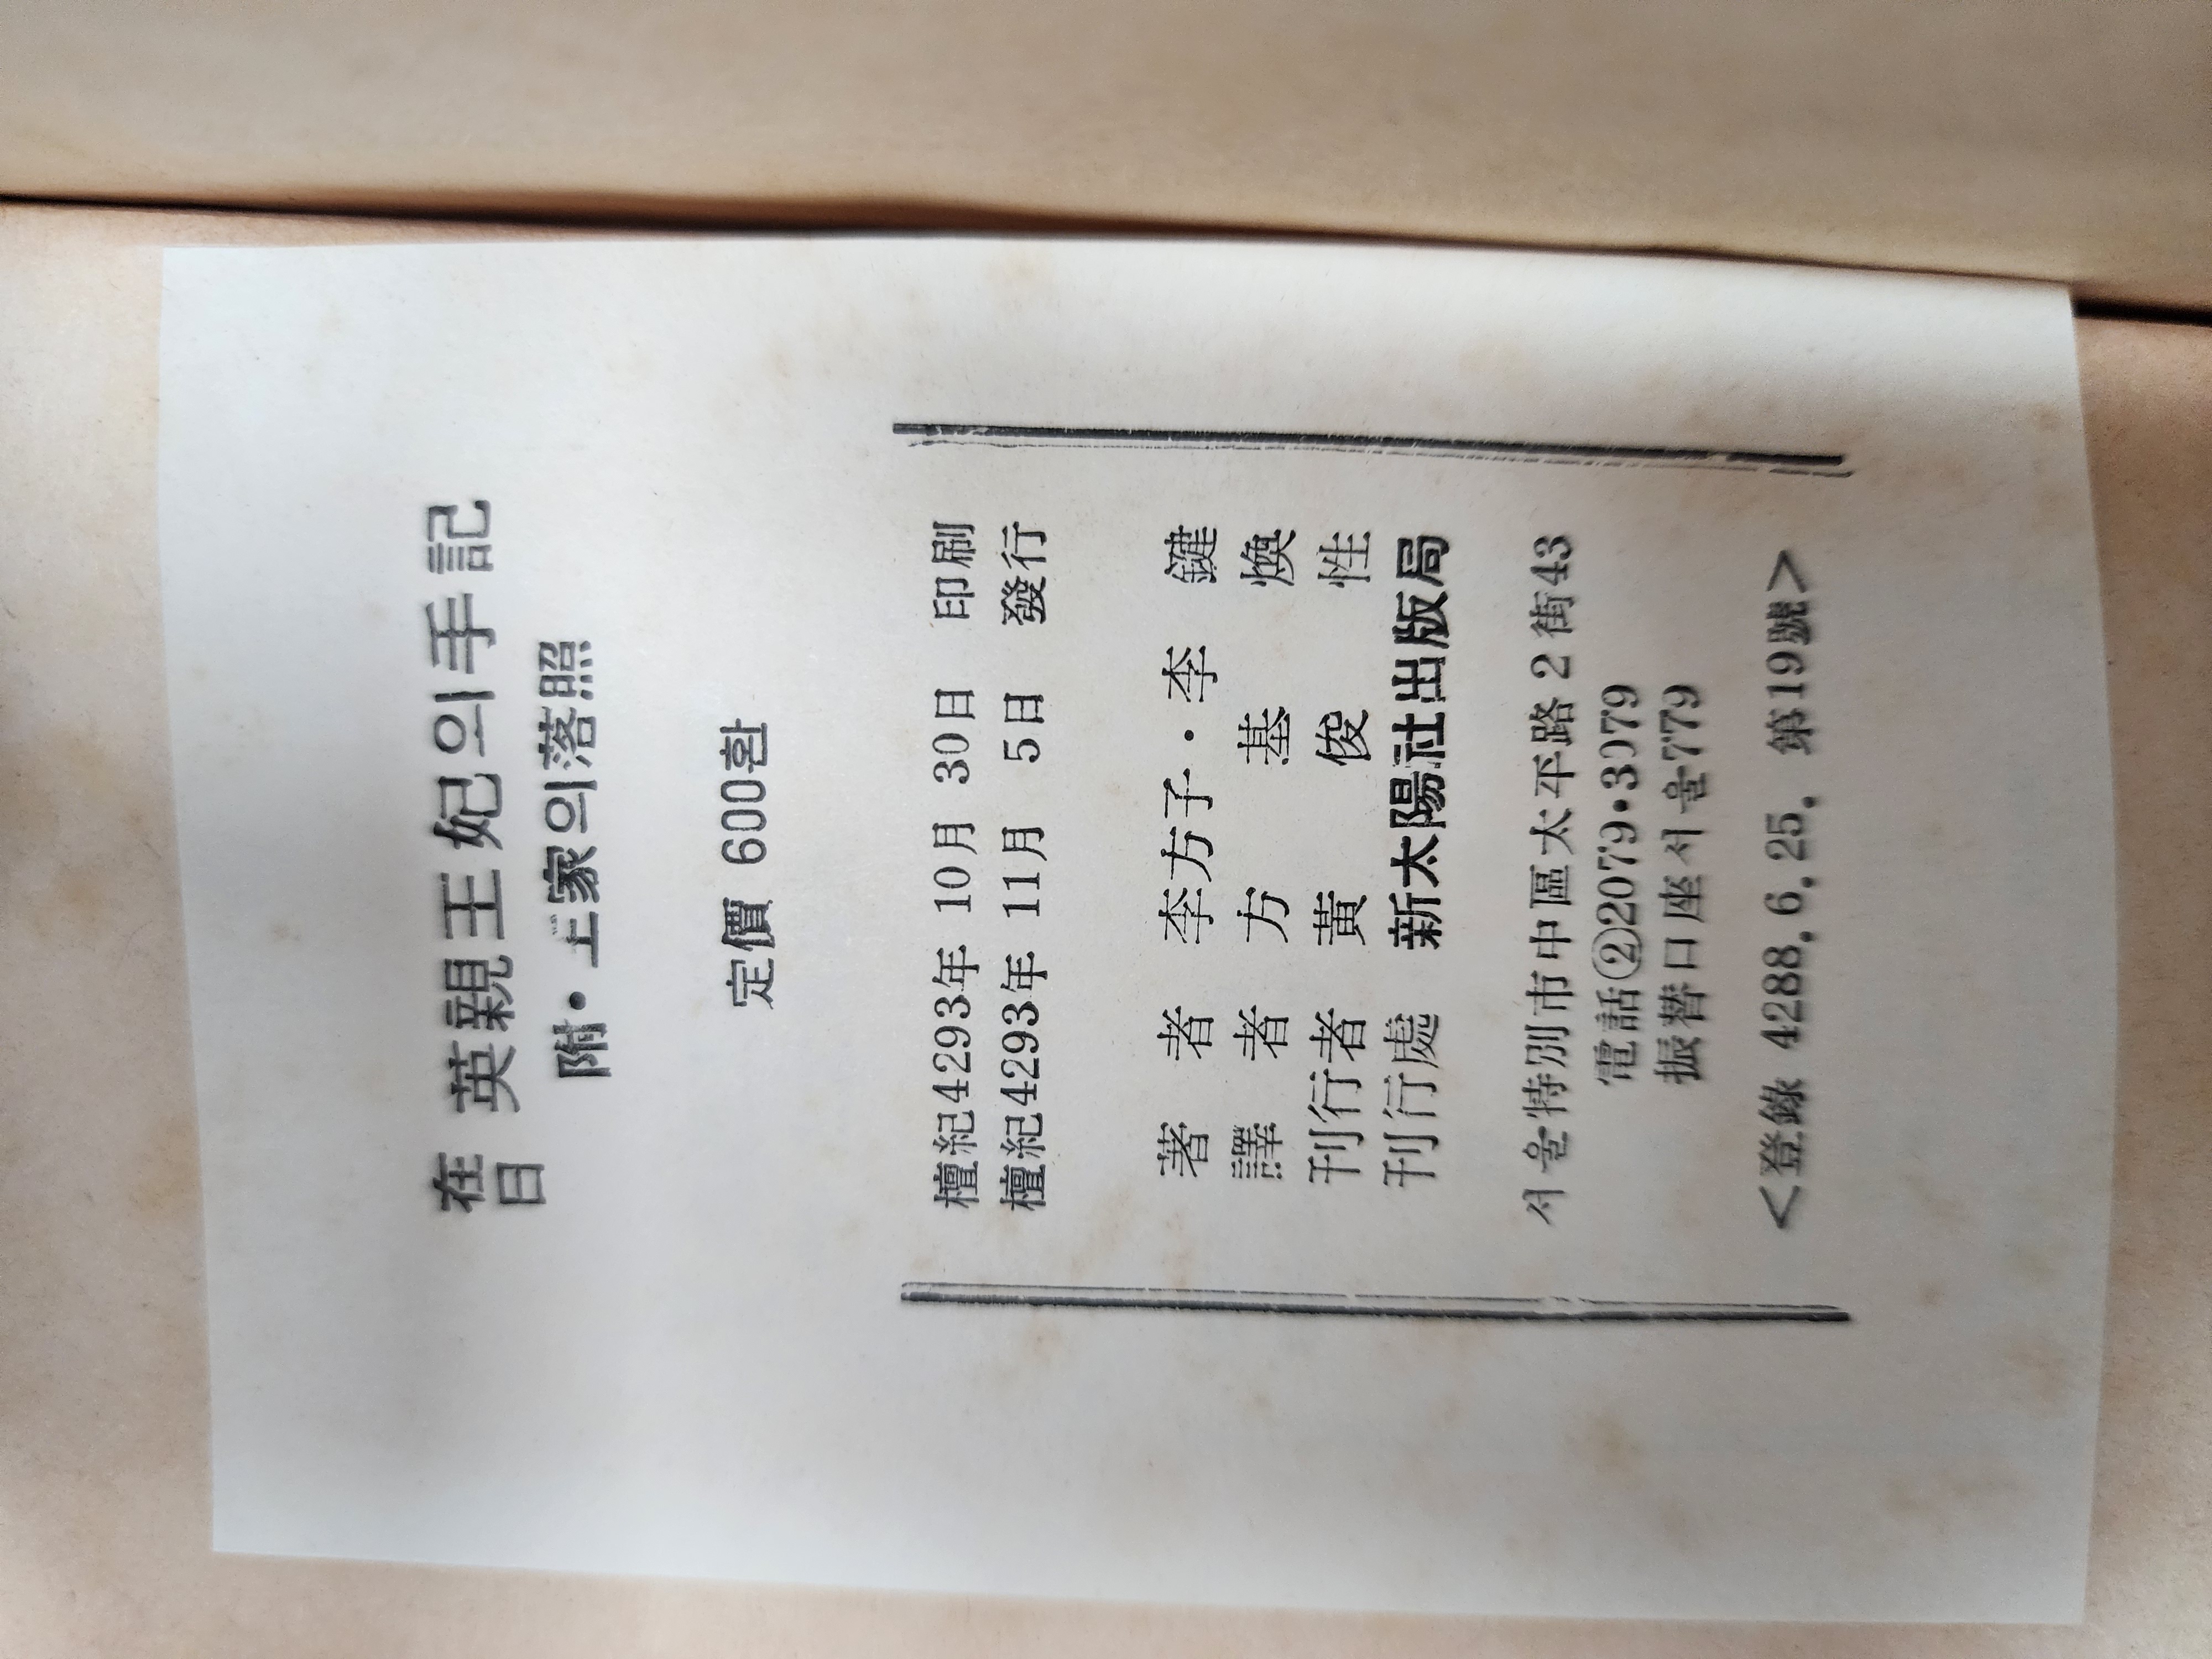 在日 英親王妃의手記
附·王家의落照
定價 600환
檀紀4293年 10月 30日 印刷
檀紀4293年 11月 5日 發行
著者 李方子·李鍵
譯者 方基煥
刊行者 黃俊性
刊行處 新太陽社出版局
서울特別市中區太平路2街43
電話②2079·3079
振替口座서울779
<登錄 4288. 6. 25. 第19號>